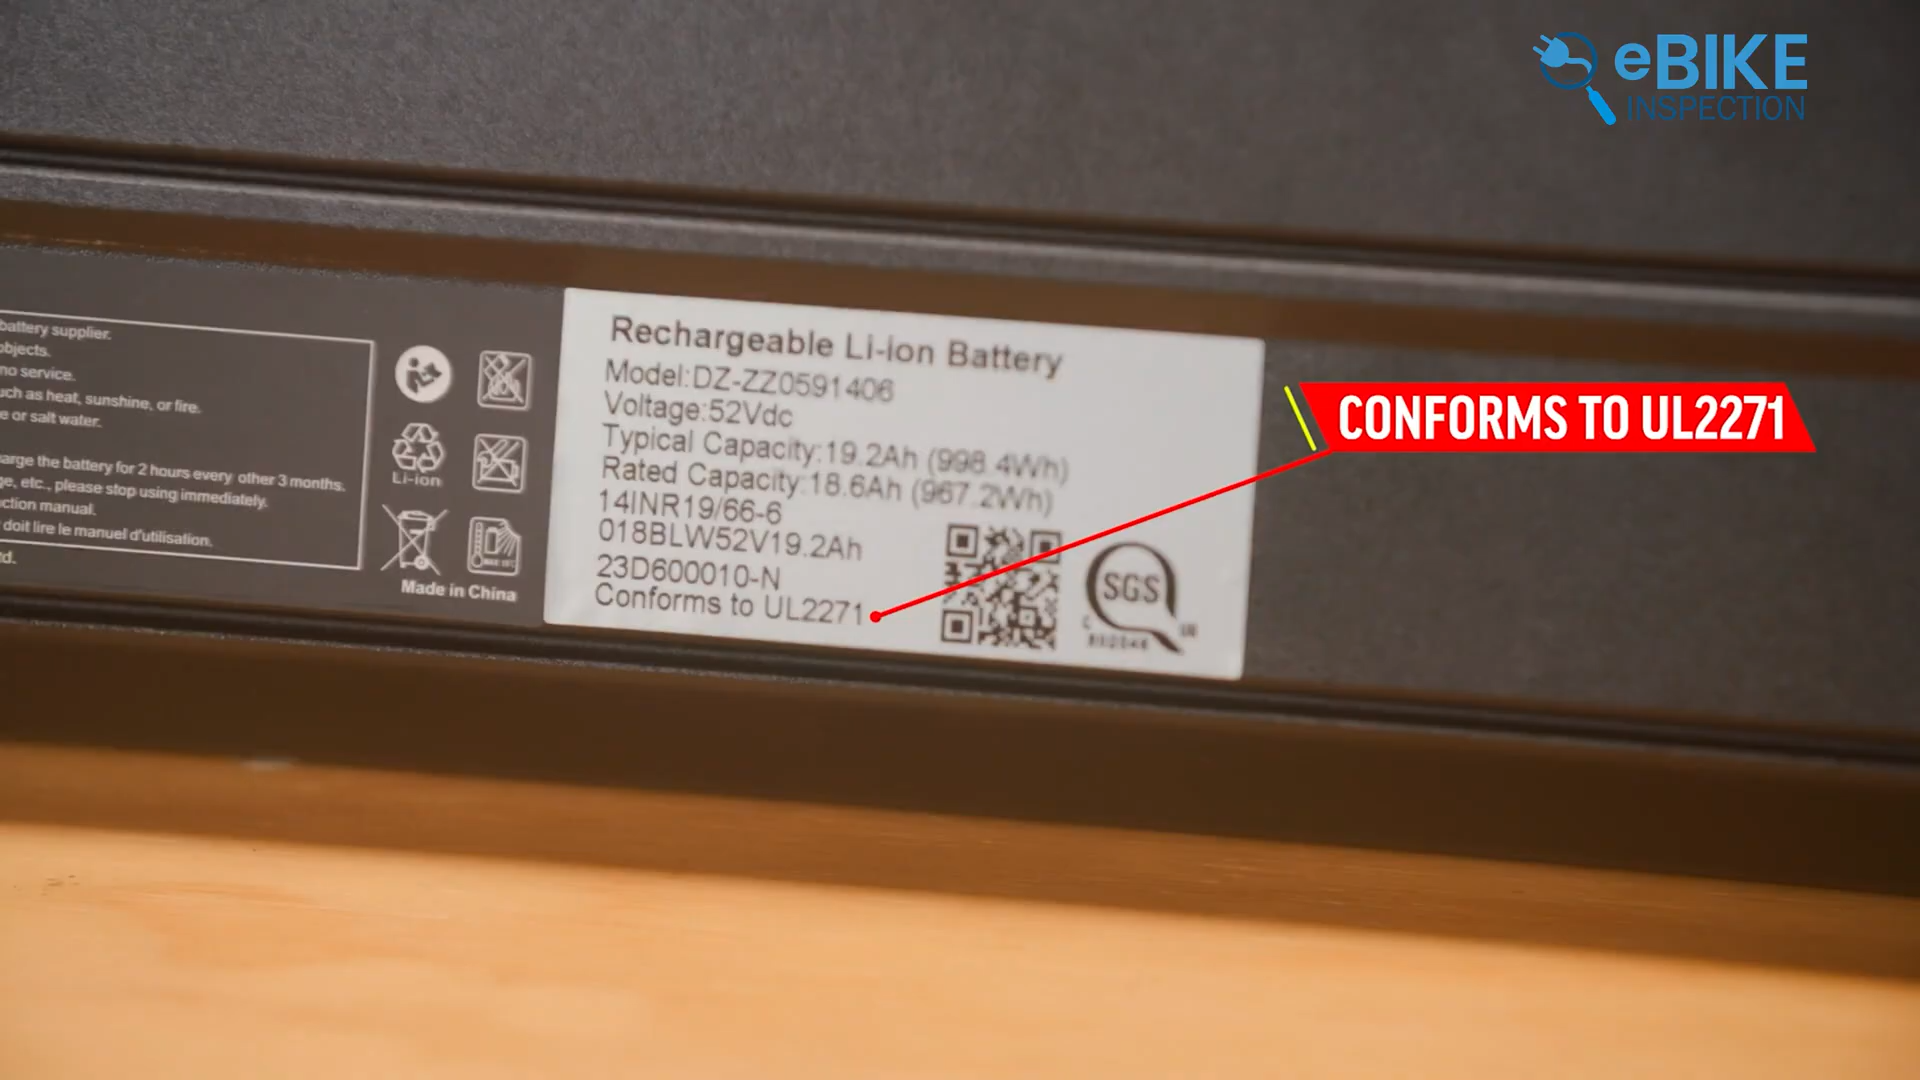 eBIKE
INSPECTION
battery supplier.
objects.
no service.
such as heat, sunshine, or fire.
e or salt water.
arge the battery for 2 hours every other 3 months.
ge, etc., please stop using immediately.
ction manual.
doit lire le manuel d'utilisation.
td.
Li-ion
Made in China
Rechargeable Li-ion Battery
Model:DZ-ZZ0591406
Voltage:52Vdc
Typical Capacity:19.2Ah (998.4Wh)
Rated Capacity:18.6Ah (967.2Wh)
14INR19/66-6
018BLW52V19.2Ah
23D600010-N
Conforms to UL2271
SGS
C
US
CONFORMS TO UL2271